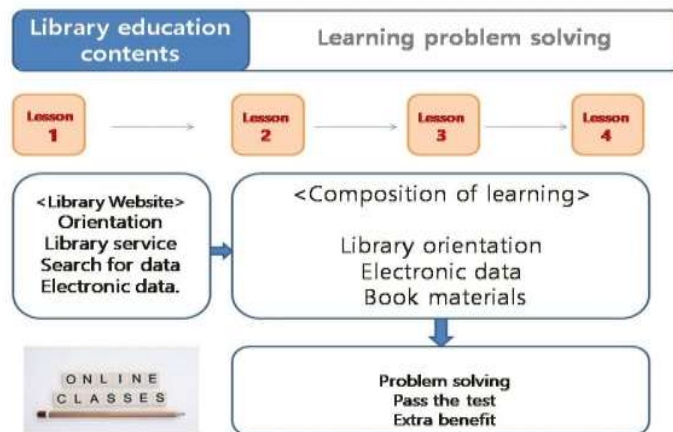 Library education
contents
Learning problem solving
Lesson
1
Lesson
2
Lesson
3
Lesson
4
<Library Website>
Orientation
Library service
Search for data
Electronic data.
<Composition of learning>
Library orientation
Electronic data
Book materials
ONLINE
CLASSES
Problem solving
Pass the test
Extra benefit